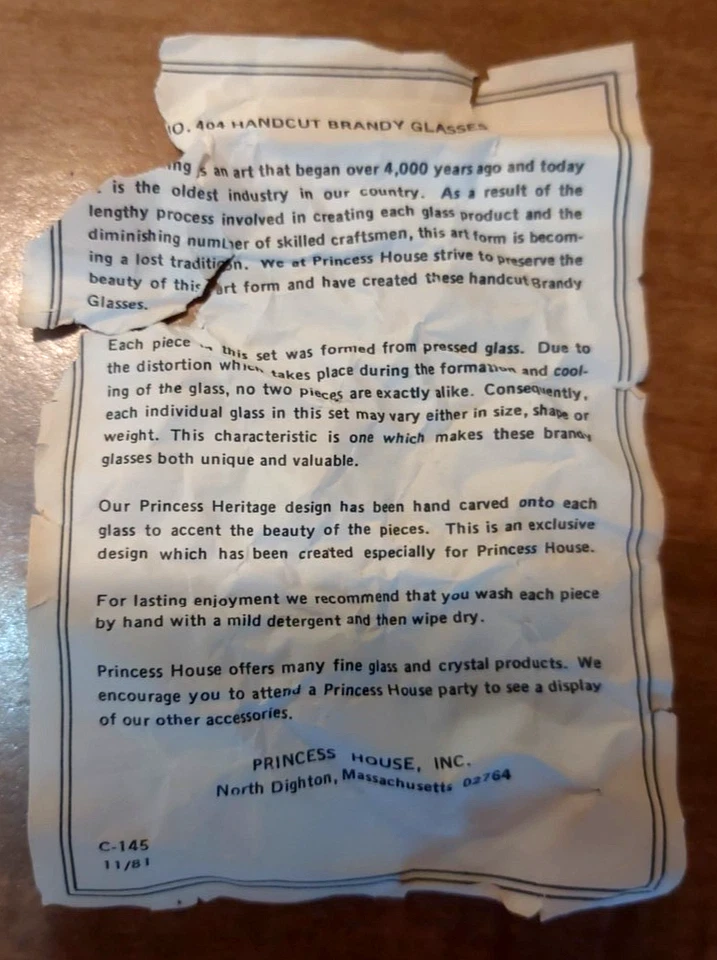 O. 404 HANDCUT BRANDY GLASSES
ing is an art that began over 4,000 years ago and today
is the oldest industry in our country. As a result of the
lengthy process involved in creating each glass product and the
diminishing number of skilled craftsmen, this art form is becom-
ing a lost tradition. We at Princess House strive to preserve the
beauty of this art form and have created these handcut Brandy
Glasses.
Each piece in this set was formed from pressed glass. Due to
the distortion which takes place during the formation and cool-
ing of the glass, no two pieces are exactly alike. Consequently,
each individual glass in this set may vary either in size, shape or
weight. This characteristic is one which makes these brandy
glasses both unique and valuable.
Our Princess Heritage design has been hand carved onto each
glass to accent the beauty of the pieces. This is an exclusive
design which has been created especially for Princess House.
For lasting enjoyment we recommend that you wash each piece
by hand with a mild detergent and then wipe dry.
Princess House offers many fine glass and crystal products. We
encourage you to attend a Princess House party to see a display
of our other accessories.
PRINCESS HOUSE, INC.
North Dighton, Massachusetts 02764
C-145
11/81